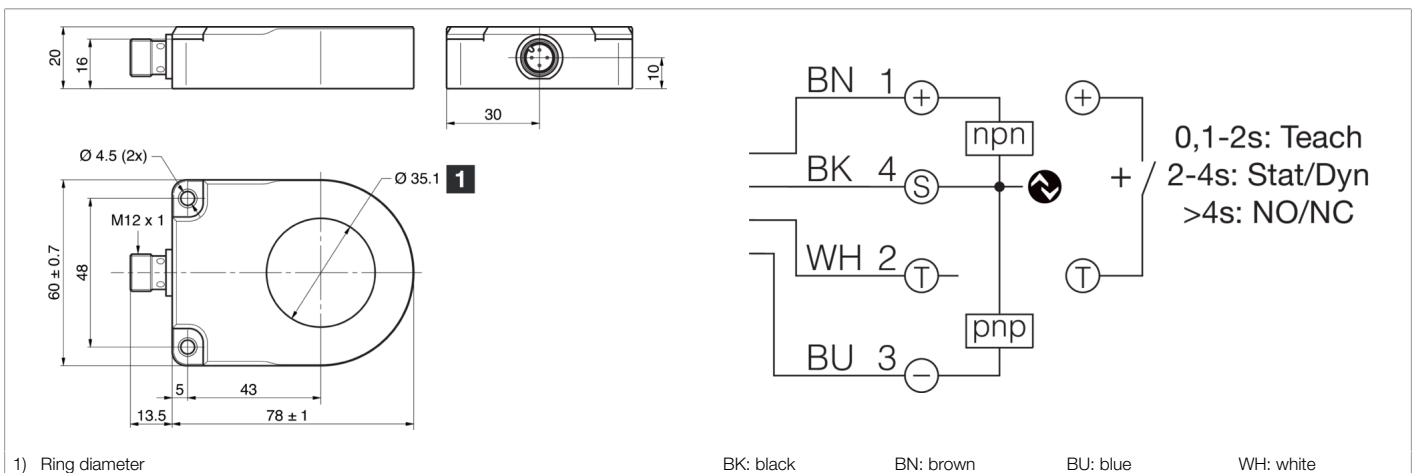 20
16
10
30
Ø 4.5 (2x)
Ø 35.1 1
M12 x 1
60 ± 0.7
48
5 43
13.5 78 ± 1
BN 1 +
npn
BK 4 S
WH 2 T
pnp
BU 3 −
+
+
T
0,1-2s: Teach
2-4s: Stat/Dyn
>4s: NO/NC
1) Ring diameter
BK: black BN: brown BU: blue WH: white